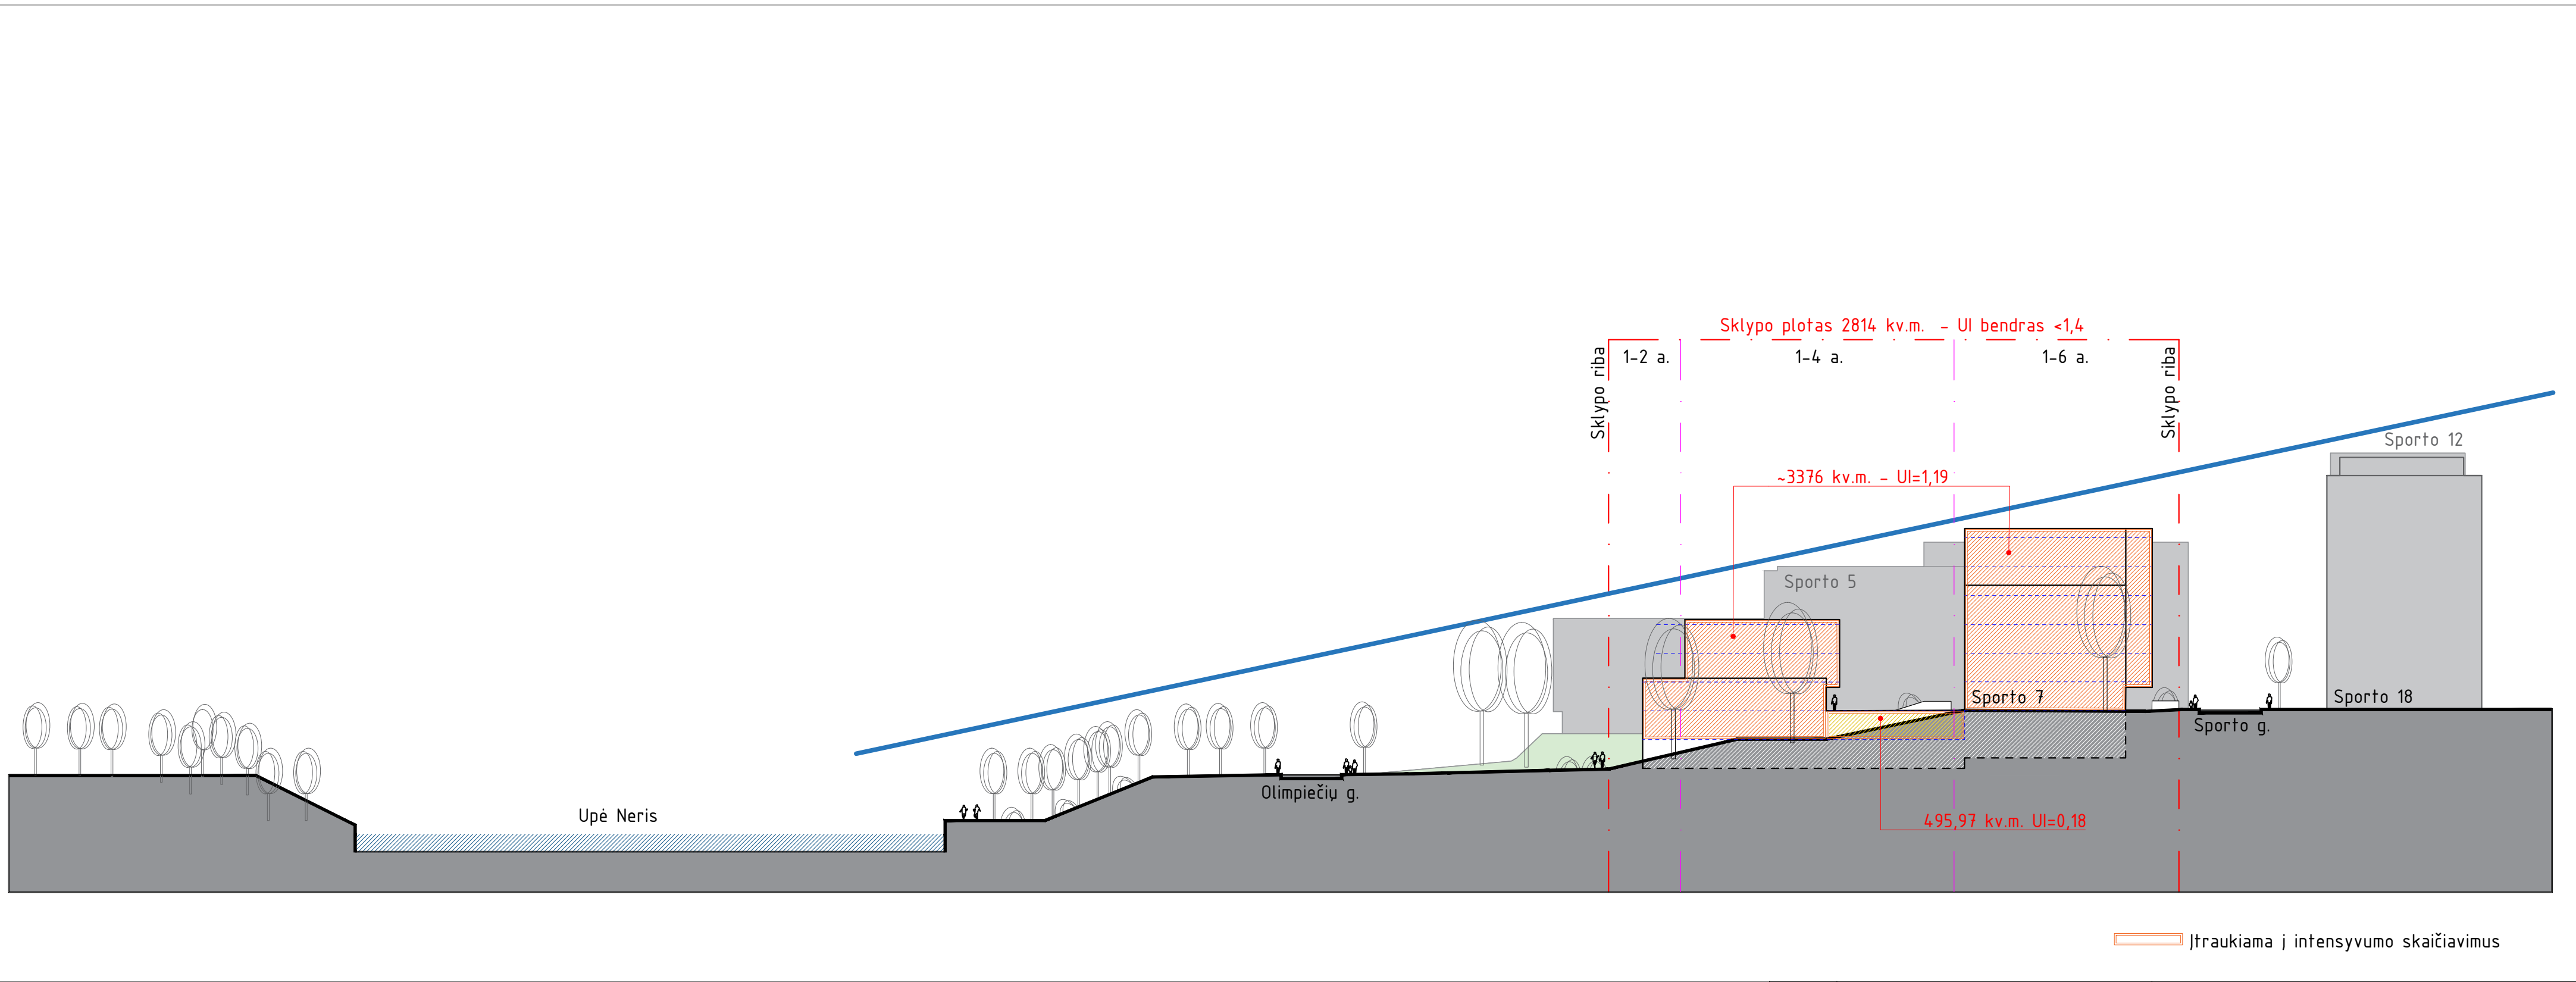 Sklypo plotas 2814 kv.m. - UI bendras <1,4
Sklypo riba
1-2 a.
1-4 a.
1-6 a.
Sklypo riba
Sporto 12
~3376 kv.m. - UI=1,19
Sporto 5
Sporto 7
Sporto 18
Sporto g.
Olimpiečių g.
Upė Neris
495,97 kv.m. UI=0,18
Įtraukiama į intensyvumo skaičiavimus